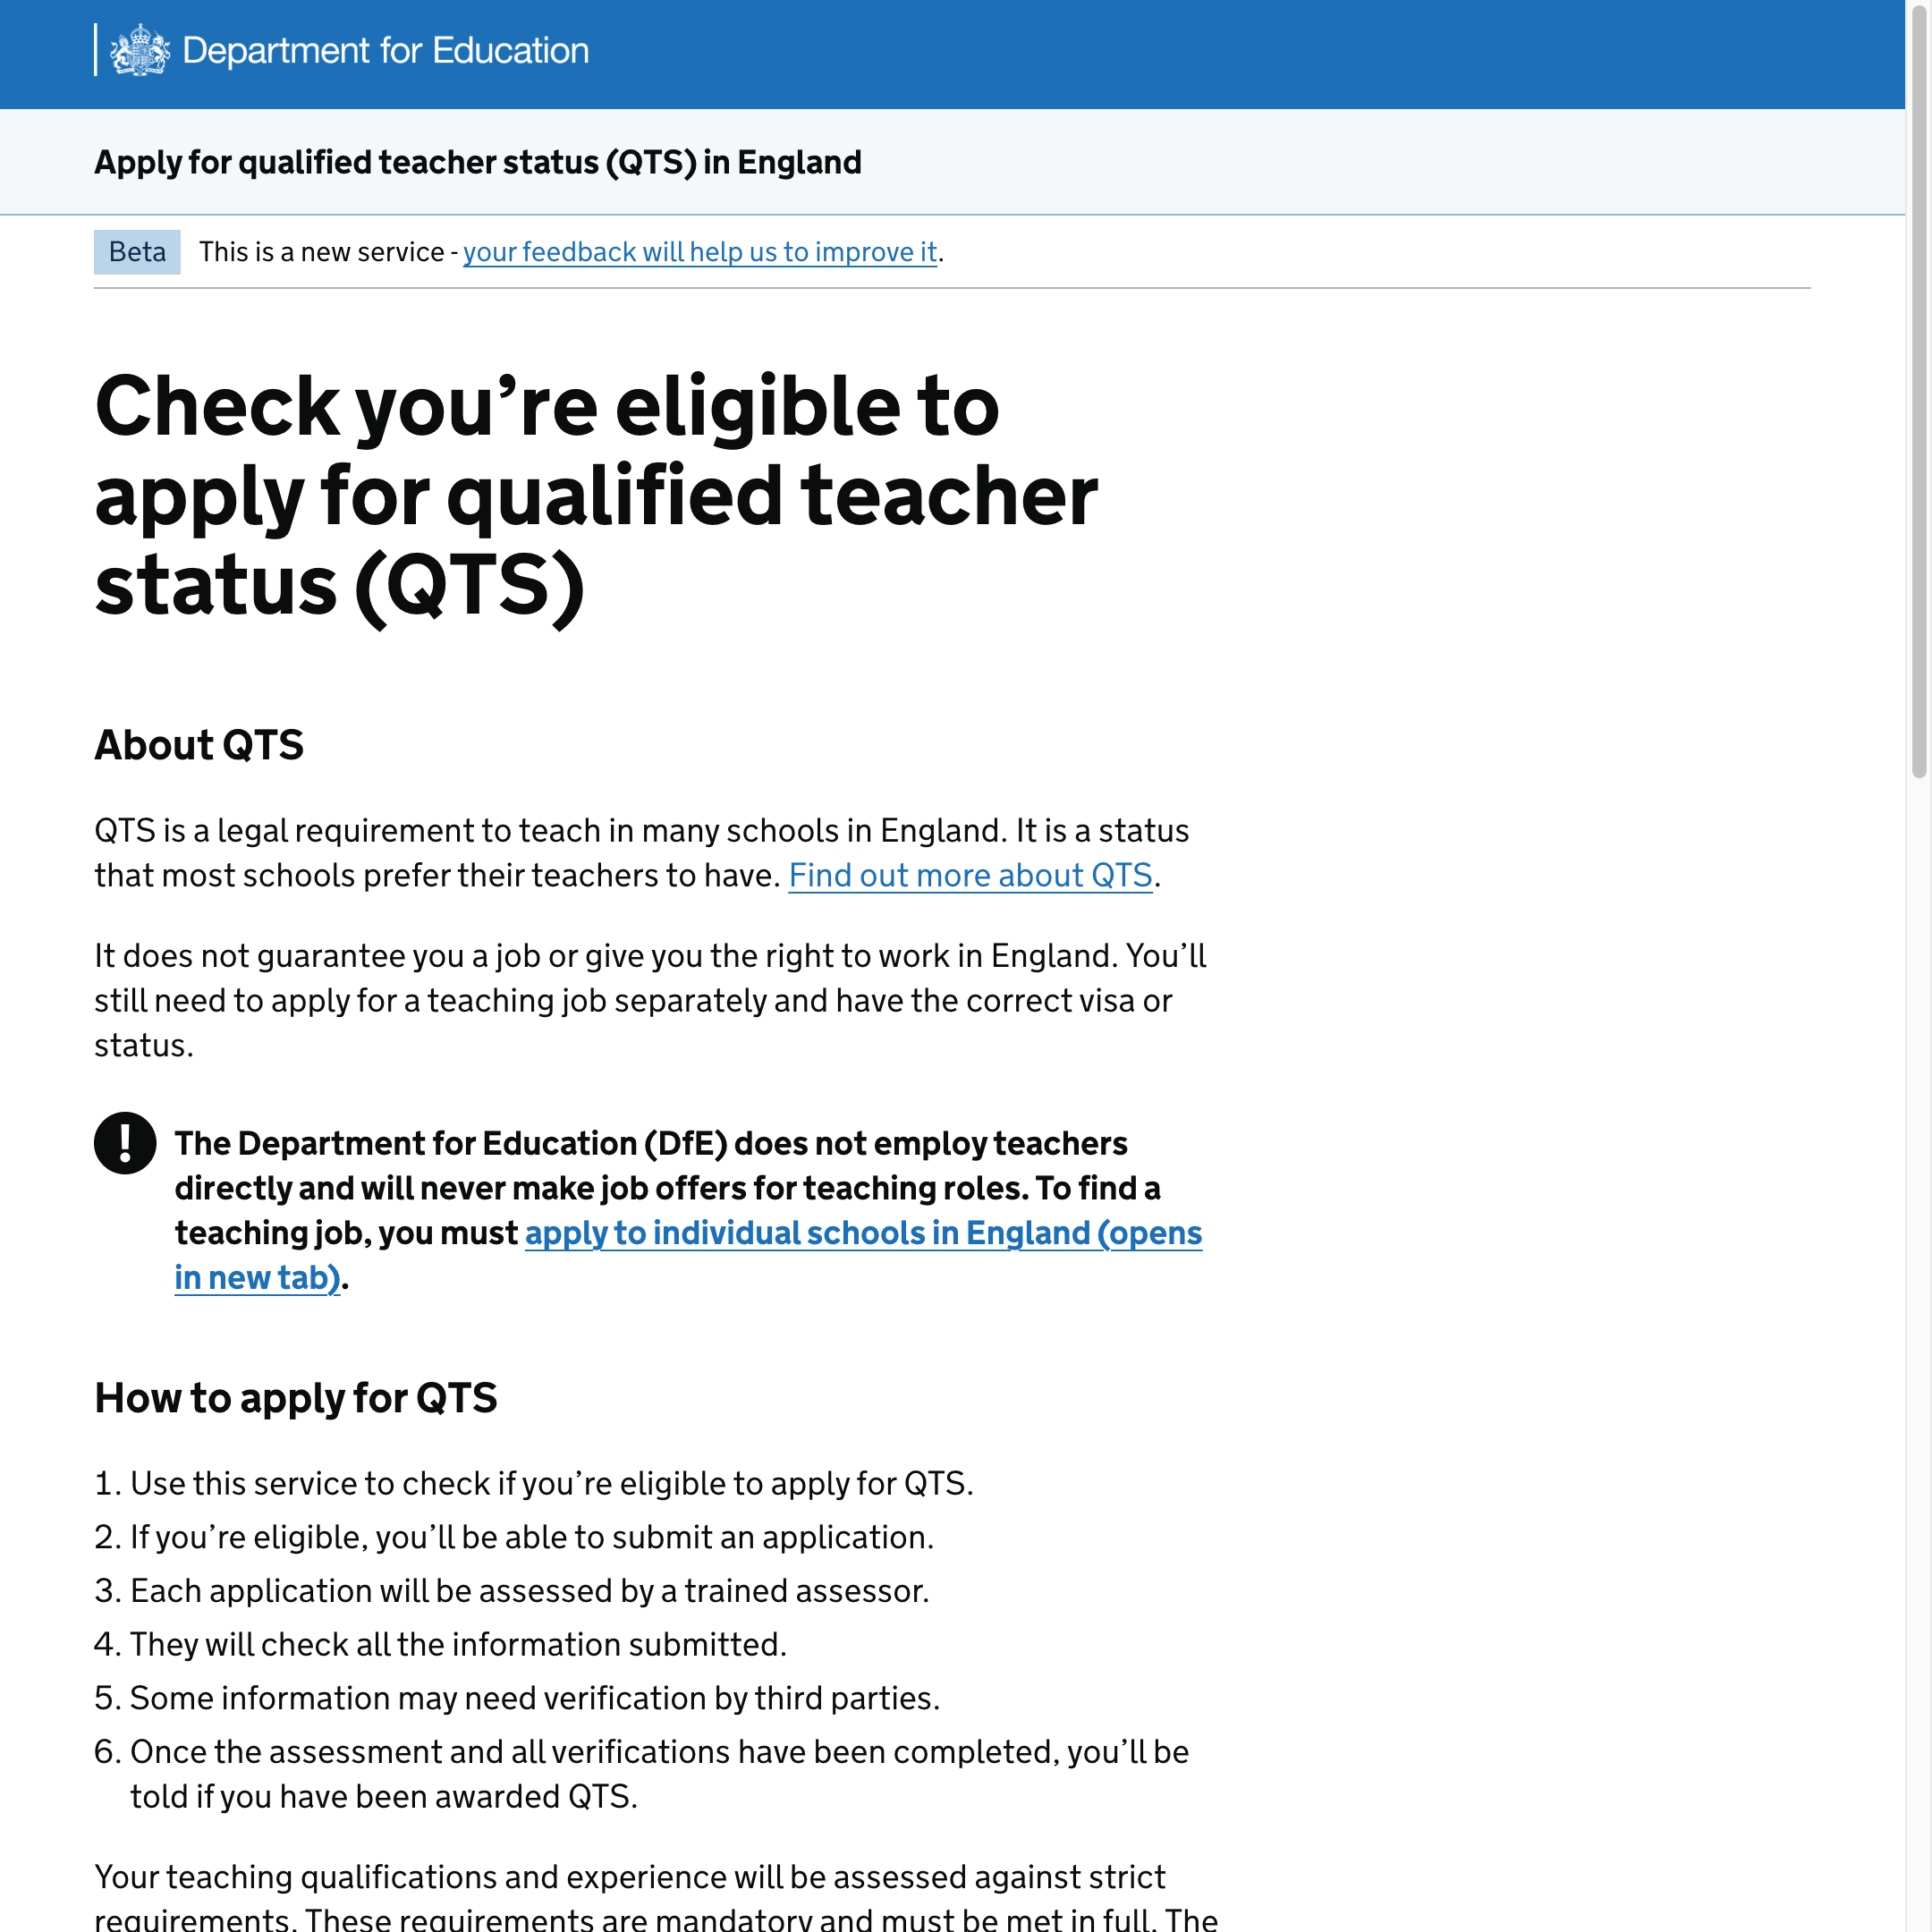 Department for Education
Apply for qualified teacher status (QTS) in England
Beta This is a new service - your feedback will help us to improve it.
Check you’re eligible to
apply for qualified teacher
status (QTS)
About QTS
QTS is a legal requirement to teach in many schools in England. It is a status
that most schools prefer their teachers to have. Find out more about QTS.
It does not guarantee you a job or give you the right to work in England. You’ll
still need to apply for a teaching job separately and have the correct visa or
status.
! The Department for Education (DfE) does not employ teachers
directly and will never make job offers for teaching roles. To find a
teaching job, you must apply to individual schools in England (opens
in new tab).
How to apply for QTS
1. Use this service to check if you’re eligible to apply for QTS.
2. If you’re eligible, you’ll be able to submit an application.
3. Each application will be assessed by a trained assessor.
4. They will check all the information submitted.
5. Some information may need verification by third parties.
6. Once the assessment and all verifications have been completed, you’ll be
told if you have been awarded QTS.
Your teaching qualifications and experience will be assessed against strict
requirements. These requirements are mandatory and must be met in full. The